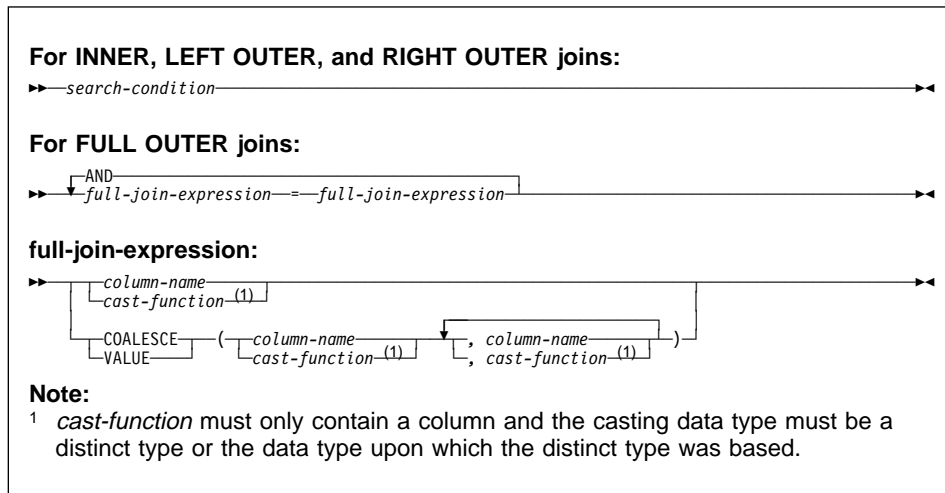 For INNER, LEFT OUTER, and RIGHT OUTER joins:
search-condition
For FULL OUTER joins:
AND
full-join-expression = full-join-expression
full-join-expression:
column-name
cast-function (1)
COALESCE ( column-name , column-name )
VALUE cast-function (1) , cast-function (1)
Note:
1 cast-function must only contain a column and the casting data type must be a
distinct type or the data type upon which the distinct type was based.